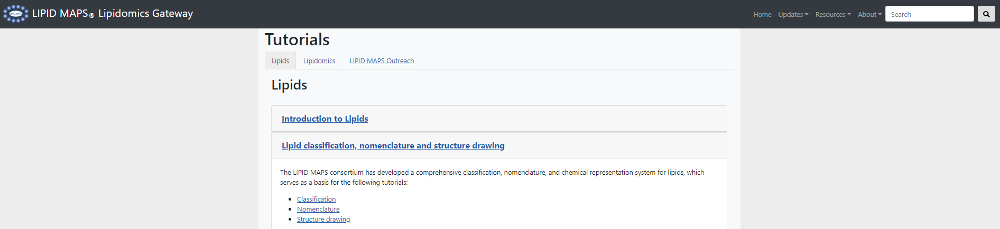 LIPID MAPS
LIPID MAPS® Lipidomics Gateway
Home Updates Resources About Search
Tutorials
Lipids Lipidomics LIPID MAPS Outreach
Lipids
Introduction to Lipids
Lipid classification, nomenclature and structure drawing
The LIPID MAPS consortium has developed a comprehensive classification, nomenclature, and chemical representation system for lipids, which
serves as a basis for the following tutorials:
• Classification
• Nomenclature
• Structure drawing